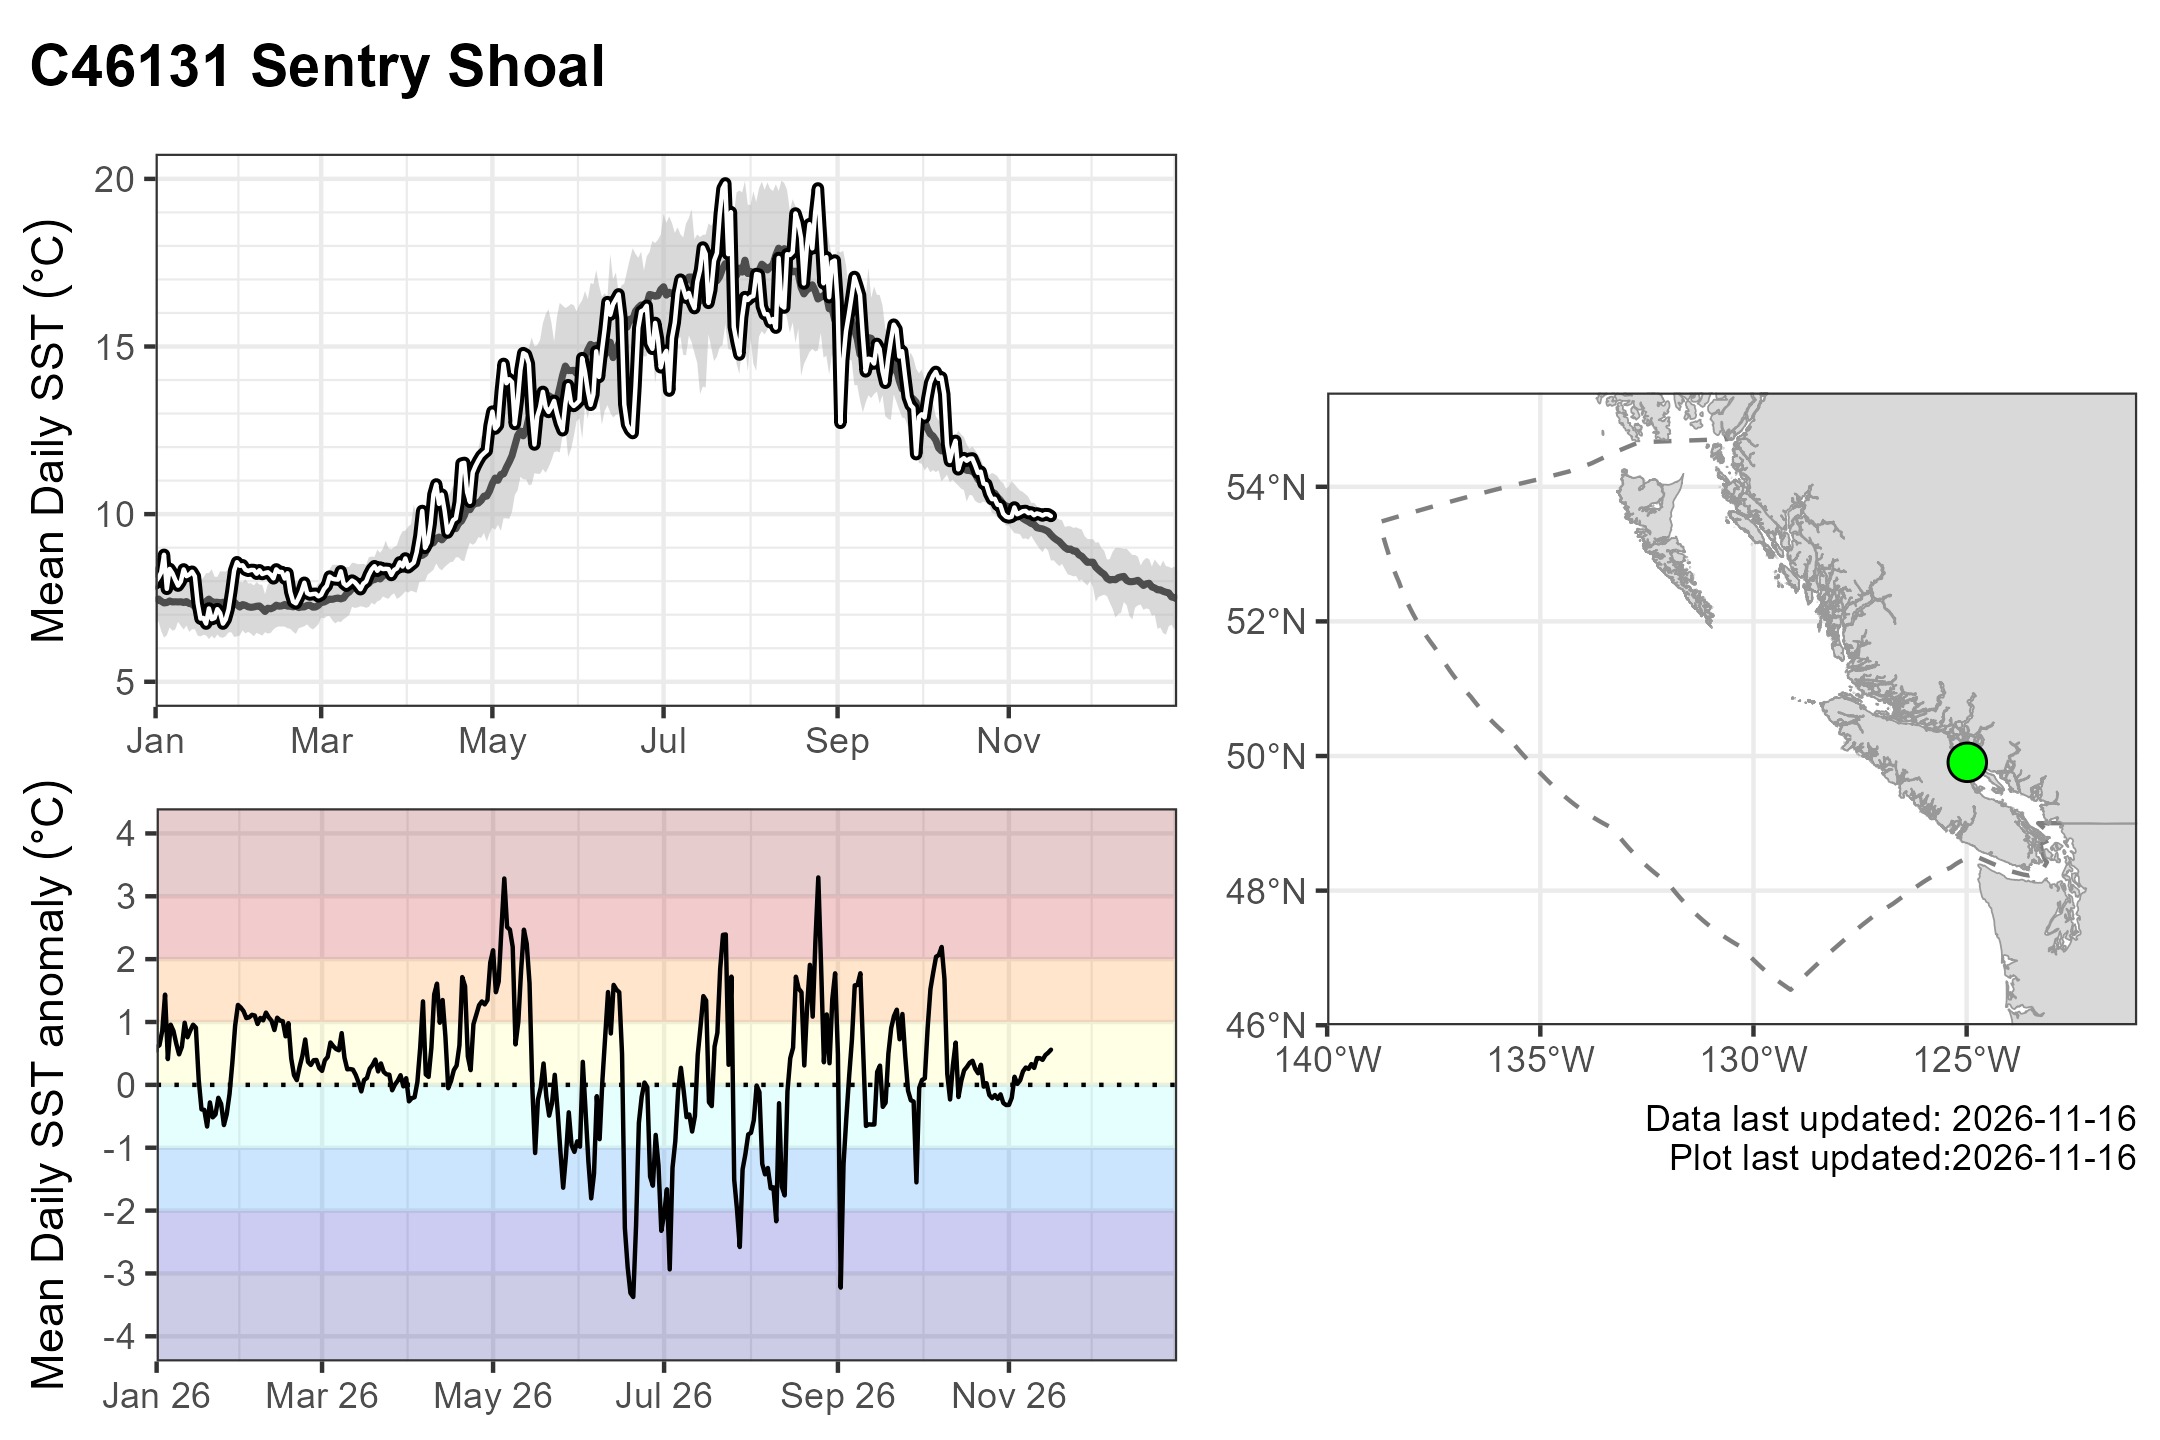 C46131 Sentry Shoal
Mean Daily SST (°C)
20
15
10
5
Jan Mar May Jul Sep Nov
Mean Daily SST anomaly (°C)
4
3
2
1
0
-1
-2
-3
-4
Jan 26 Mar 26 May 26 Jul 26 Sep 26 Nov 26
54°N
52°N
50°N
48°N
46°N
140°W 135°W 130°W 125°W
Data last updated: 2026-11-16
Plot last updated:2026-11-16